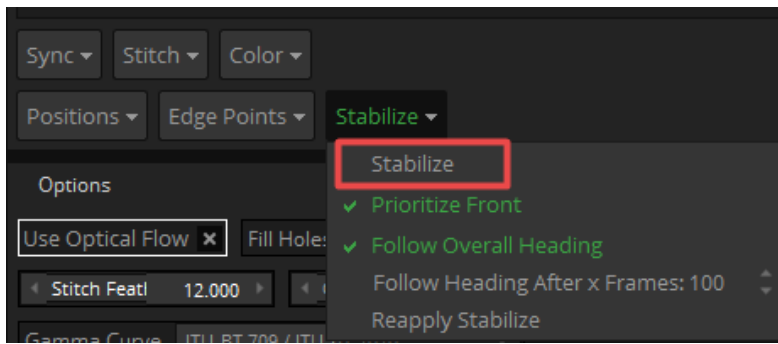 Sync Stitch Color
Positions Edge Points Stabilize
Stabilize
Options
Prioritize Front
Use Optical Flow Fill Holes
Follow Overall Heading
Stitch Featl 12.000
Follow Heading After x Frames: 100
Reapply Stabilize
Gamma Curve